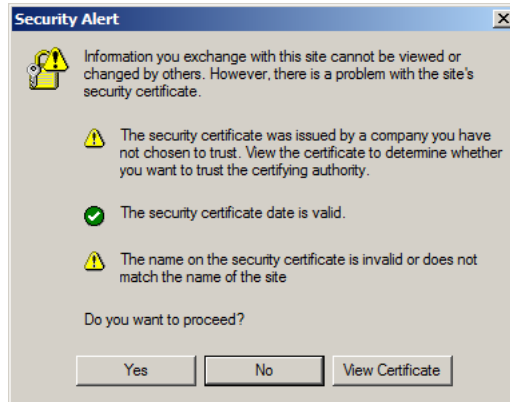 Security Alert
Information you exchange with this site cannot be viewed or
changed by others. However, there is a problem with the site's
security certificate.
The security certificate was issued by a company you have
not chosen to trust. View the certificate to determine whether
you want to trust the certifying authority.
The security certificate date is valid.
The name on the security certificate is invalid or does not
match the name of the site
Do you want to proceed?
Yes No View Certificate